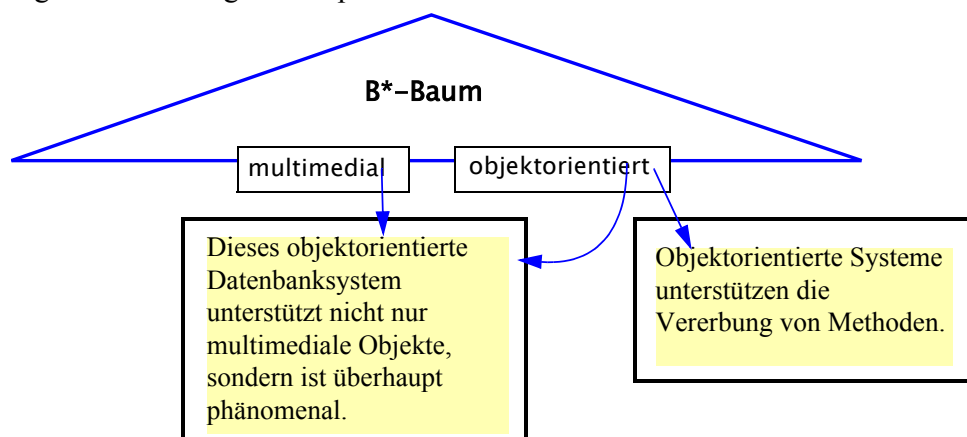 B*-Baum
multimedial
objektorientiert
Dieses objektorientierte
Datenbanksystem
unterstützt nicht nur
multimediale Objekte,
sondern ist überhaupt
phänomenal.
Objektorientierte Systeme
unterstützen die
Vererbung von Methoden.